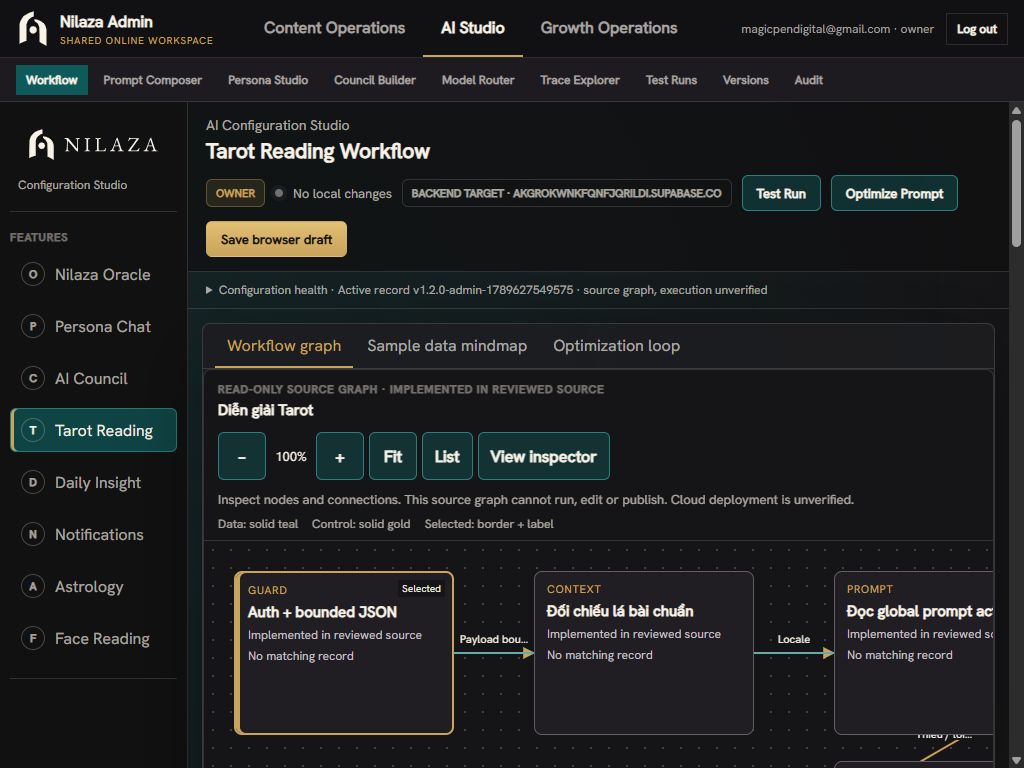 Nilaza Admin
SHARED ONLINE WORKSPACE
Content Operations
AI Studio
Growth Operations
magicpendigital@gmail.com · owner
Log out
Workflow
Prompt Composer
Persona Studio
Council Builder
Model Router
Trace Explorer
Test Runs
Versions
Audit
NILAZA
Configuration Studio
FEATURES
O Nilaza Oracle
P Persona Chat
C AI Council
T Tarot Reading
D Daily Insight
N Notifications
A Astrology
F Face Reading
AI Configuration Studio
Tarot Reading Workflow
OWNER
No local changes
BACKEND TARGET · AKGROKWNKFQNFJQRILDI.SUPABASE.CO
Test Run
Optimize Prompt
Save browser draft
Configuration health · Active record v1.2.0-admin-1789627549575 · source graph, execution unverified
Workflow graph
Sample data mindmap
Optimization loop
READ-ONLY SOURCE GRAPH · IMPLEMENTED IN REVIEWED SOURCE
Diễn giải Tarot
−
100%
+
Fit
List
View inspector
Inspect nodes and connections. This source graph cannot run, edit or publish. Cloud deployment is unverified.
Data: solid teal
Control: solid gold
Selected: border + label
GUARD
Selected
Auth + bounded JSON
Implemented in reviewed source
No matching record
Payload bou...
CONTEXT
Đối chiếu lá bài chuẩn
Implemented in reviewed source
No matching record
Locale
PROMPT
Đọc global prompt act
Implemented in reviewed so
No matching record